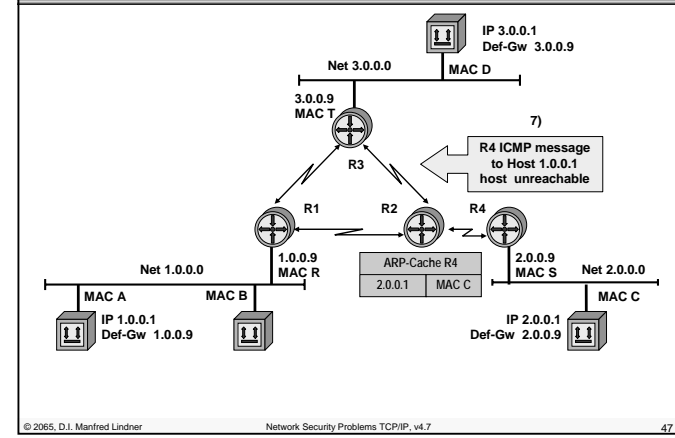 IP 3.0.0.1
Def-Gw 3.0.0.9
Net 3.0.0.0
MAC D
3.0.0.9
MAC T
7)
R4 ICMP message
to Host 1.0.0.1
host unreachable
R3
R1
R2
R4
1.0.0.9
MAC R
ARP-Cache R4
2.0.0.1
MAC C
2.0.0.9
MAC S
Net 2.0.0.0
Net 1.0.0.0
MAC A
MAC B
MAC C
IP 1.0.0.1
Def-Gw 1.0.0.9
IP 2.0.0.1
Def-Gw 2.0.0.9
© 2065, D.I. Manfred Lindner
Network Security Problems TCP/IP, v4.7
47